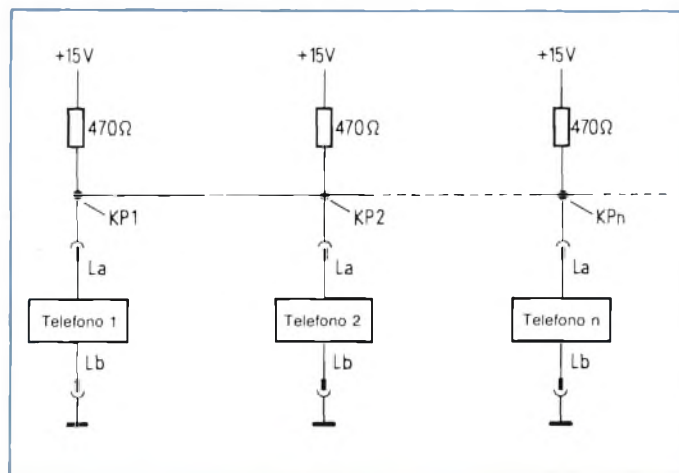 +15V +15V +15V
470Ω 470Ω 470Ω
KP1 KP2 KPn
La La La
Telefono 1 Telefono 2 Telefono n
Lb Lb Lb